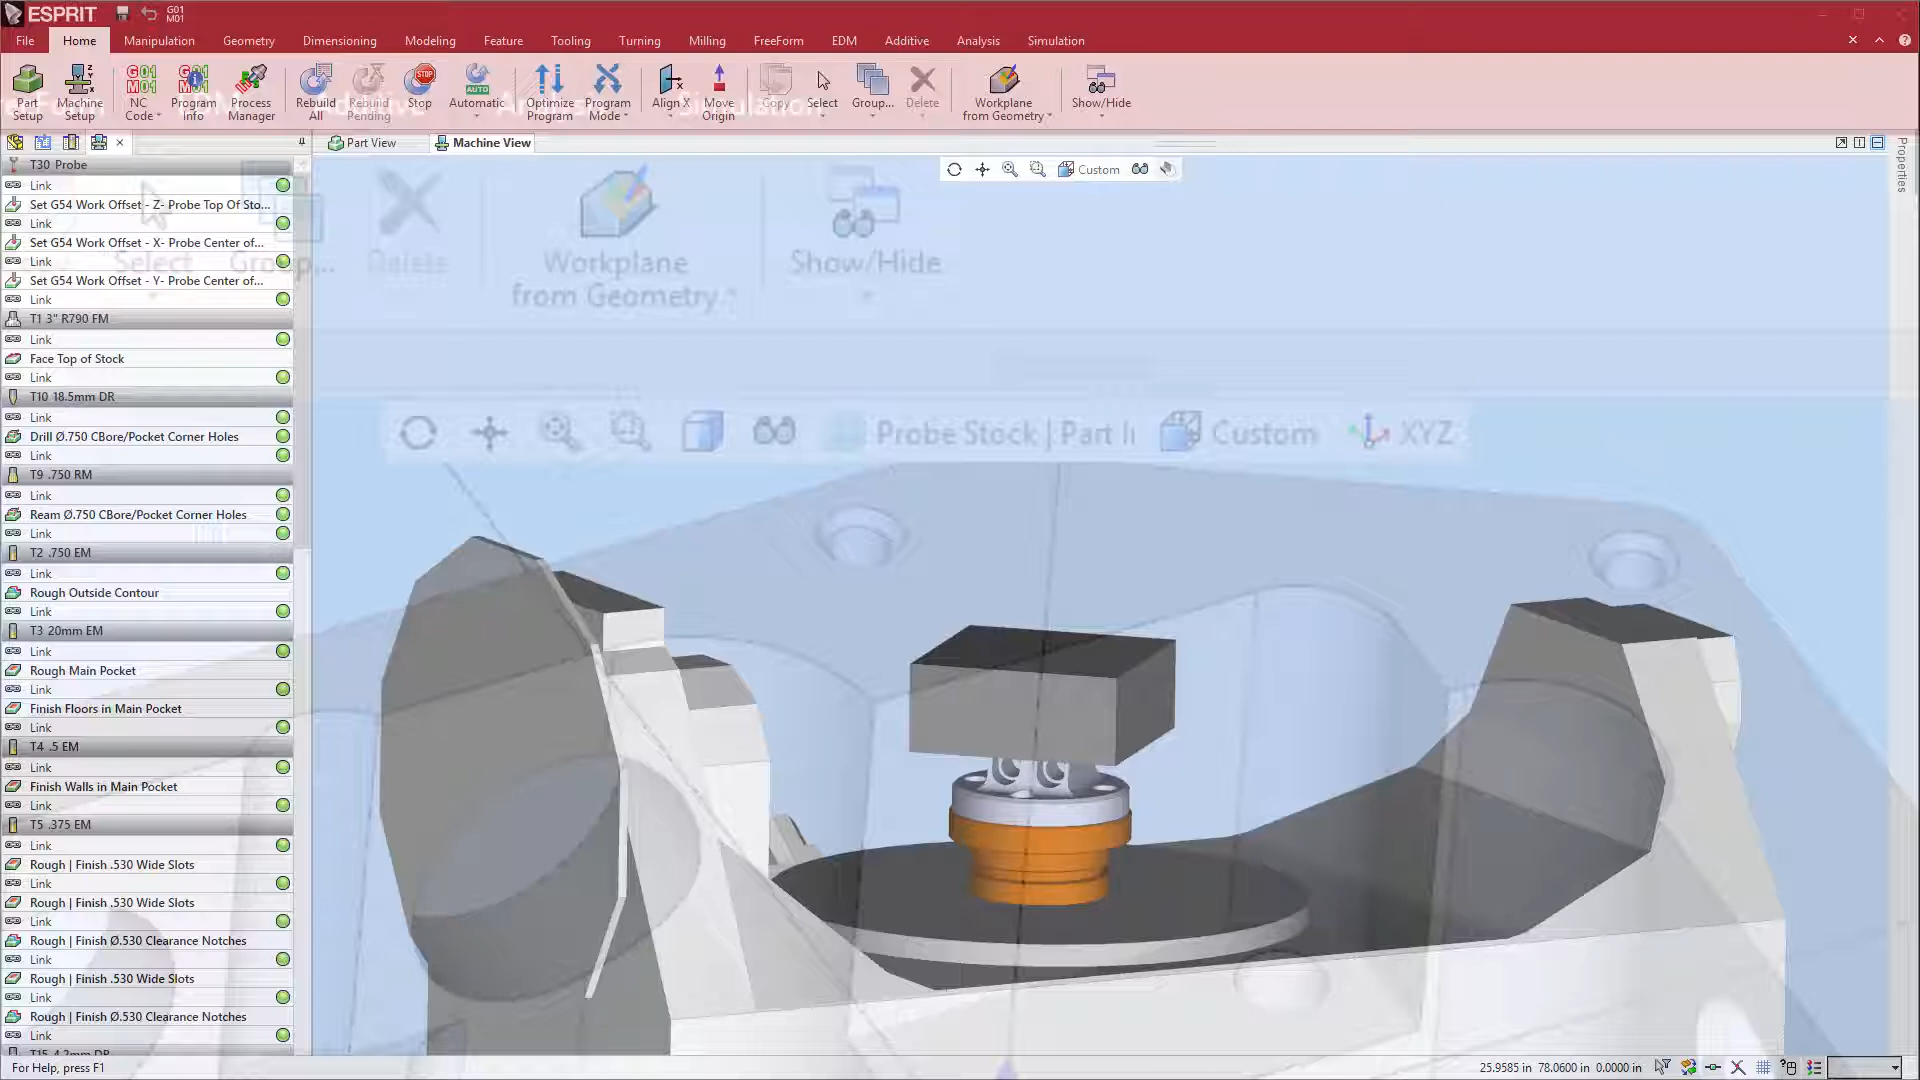 ESPRIT
G01
M01
File Home Manipulation Geometry Dimensioning Modeling Feature Tooling Turning Milling FreeForm EDM Additive Analysis Simulation
Part Setup
Machine Setup
NC Code
Program Info
Process Manager
Rebuild All
Rebuild Pending
Stop
Automatic
Optimize Program
Program Mode
Align X
Move Origin
Copy
Select
Group...
Delete
Workplane from Geometry
Show/Hide
Part View
Machine View
Custom
Properties
T30 Probe
Link
Set G54 Work Offset - Z- Probe Top Of Sto...
Link
Set G54 Work Offset - X- Probe Center of...
Link
Set G54 Work Offset - Y- Probe Center of...
Link
T1 3" R790 FM
Link
Face Top of Stock
Link
T10 18.5mm DR
Link
Drill Ø.750 CBore/Pocket Corner Holes
Link
T9 .750 RM
Link
Ream Ø.750 CBore/Pocket Corner Holes
Link
T2 .750 EM
Link
Rough Outside Contour
Link
T3 20mm EM
Link
Rough Main Pocket
Link
Finish Floors in Main Pocket
Link
T4 .5 EM
Link
Finish Walls in Main Pocket
Link
T5 .375 EM
Link
Rough | Finish .530 Wide Slots
Link
Rough | Finish .530 Wide Slots
Link
Rough | Finish Ø.530 Clearance Notches
Link
Rough | Finish .530 Wide Slots
Link
Rough | Finish Ø.530 Clearance Notches
Link
T15 4.2mm DR
Select
Group...
Delete
Workplane
from Geometry
Show/Hide
Probe Stock | Part
Custom
XYZ
Simulation
For Help, press F1
25.9585 in 78.0600 in 0.0000 in